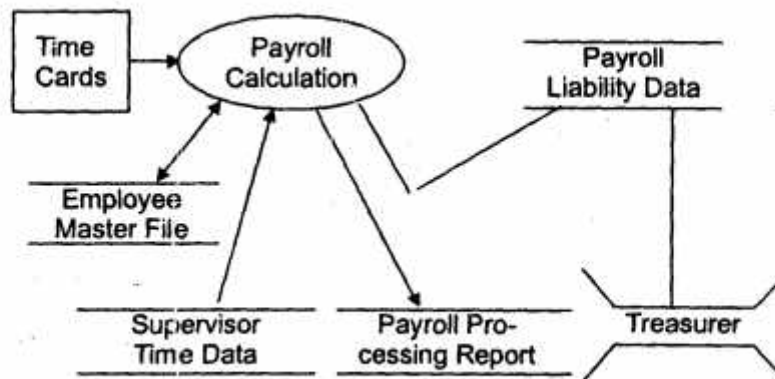 Time
Cards
Payroll
Calculation
Payroll
Liability Data
Employee
Master File
Supervisor
Time Data
Payroll Pro-
cessing Report
Treasurer